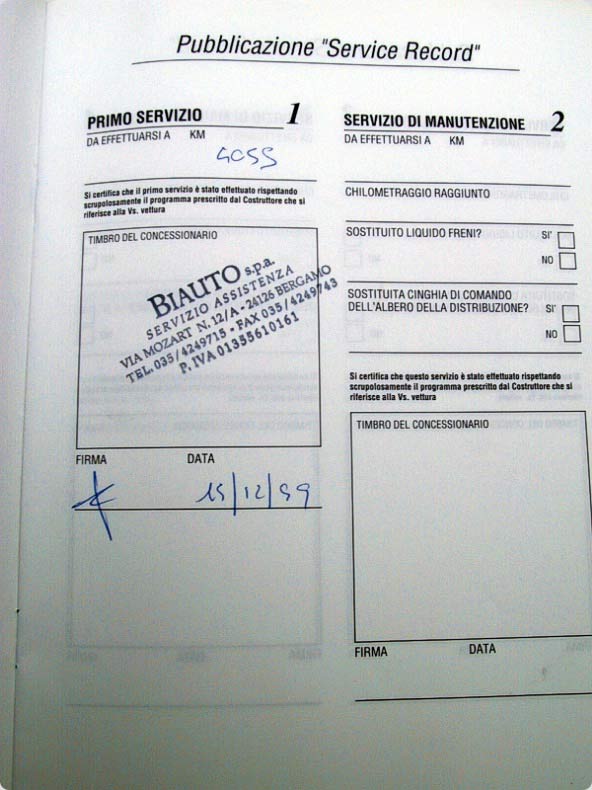 Pubblicazione "Service Record"
PRIMO SERVIZIO 1
DA EFFETTUARSI A KM
Si certifica che il primo servizio è stato effettuato rispettando
scrupolosamente il programma prescritto dal Costruttore che si
riferisce alla Vs. vettura
TIMBRO DEL CONCESSIONARIO
BIAUTO s.p.a.
SERVIZIO ASSISTENZA
VIA MOZART N. 12/A - 24126 BERGAMO
TEL. 035/4249715 - FAX 035/4249743
P. IVA 01355610161
FIRMA DATA
15/12/99
SERVIZIO DI MANUTENZIONE 2
DA EFFETTUARSI A KM
CHILOMETRAGGIO RAGGIUNTO
SOSTITUITO LIQUIDO FRENI? SI'
NO
SOSTITUITA CINGHIA DI COMANDO
DELL'ALBERO DELLA DISTRIBUZIONE? SI'
NO
Si certifica che questo servizio è stato effettuato rispettando
scrupolosamente il programma prescritto dal Costruttore che si
riferisce alla Vs. vettura
TIMBRO DEL CONCESSIONARIO
FIRMA DATA